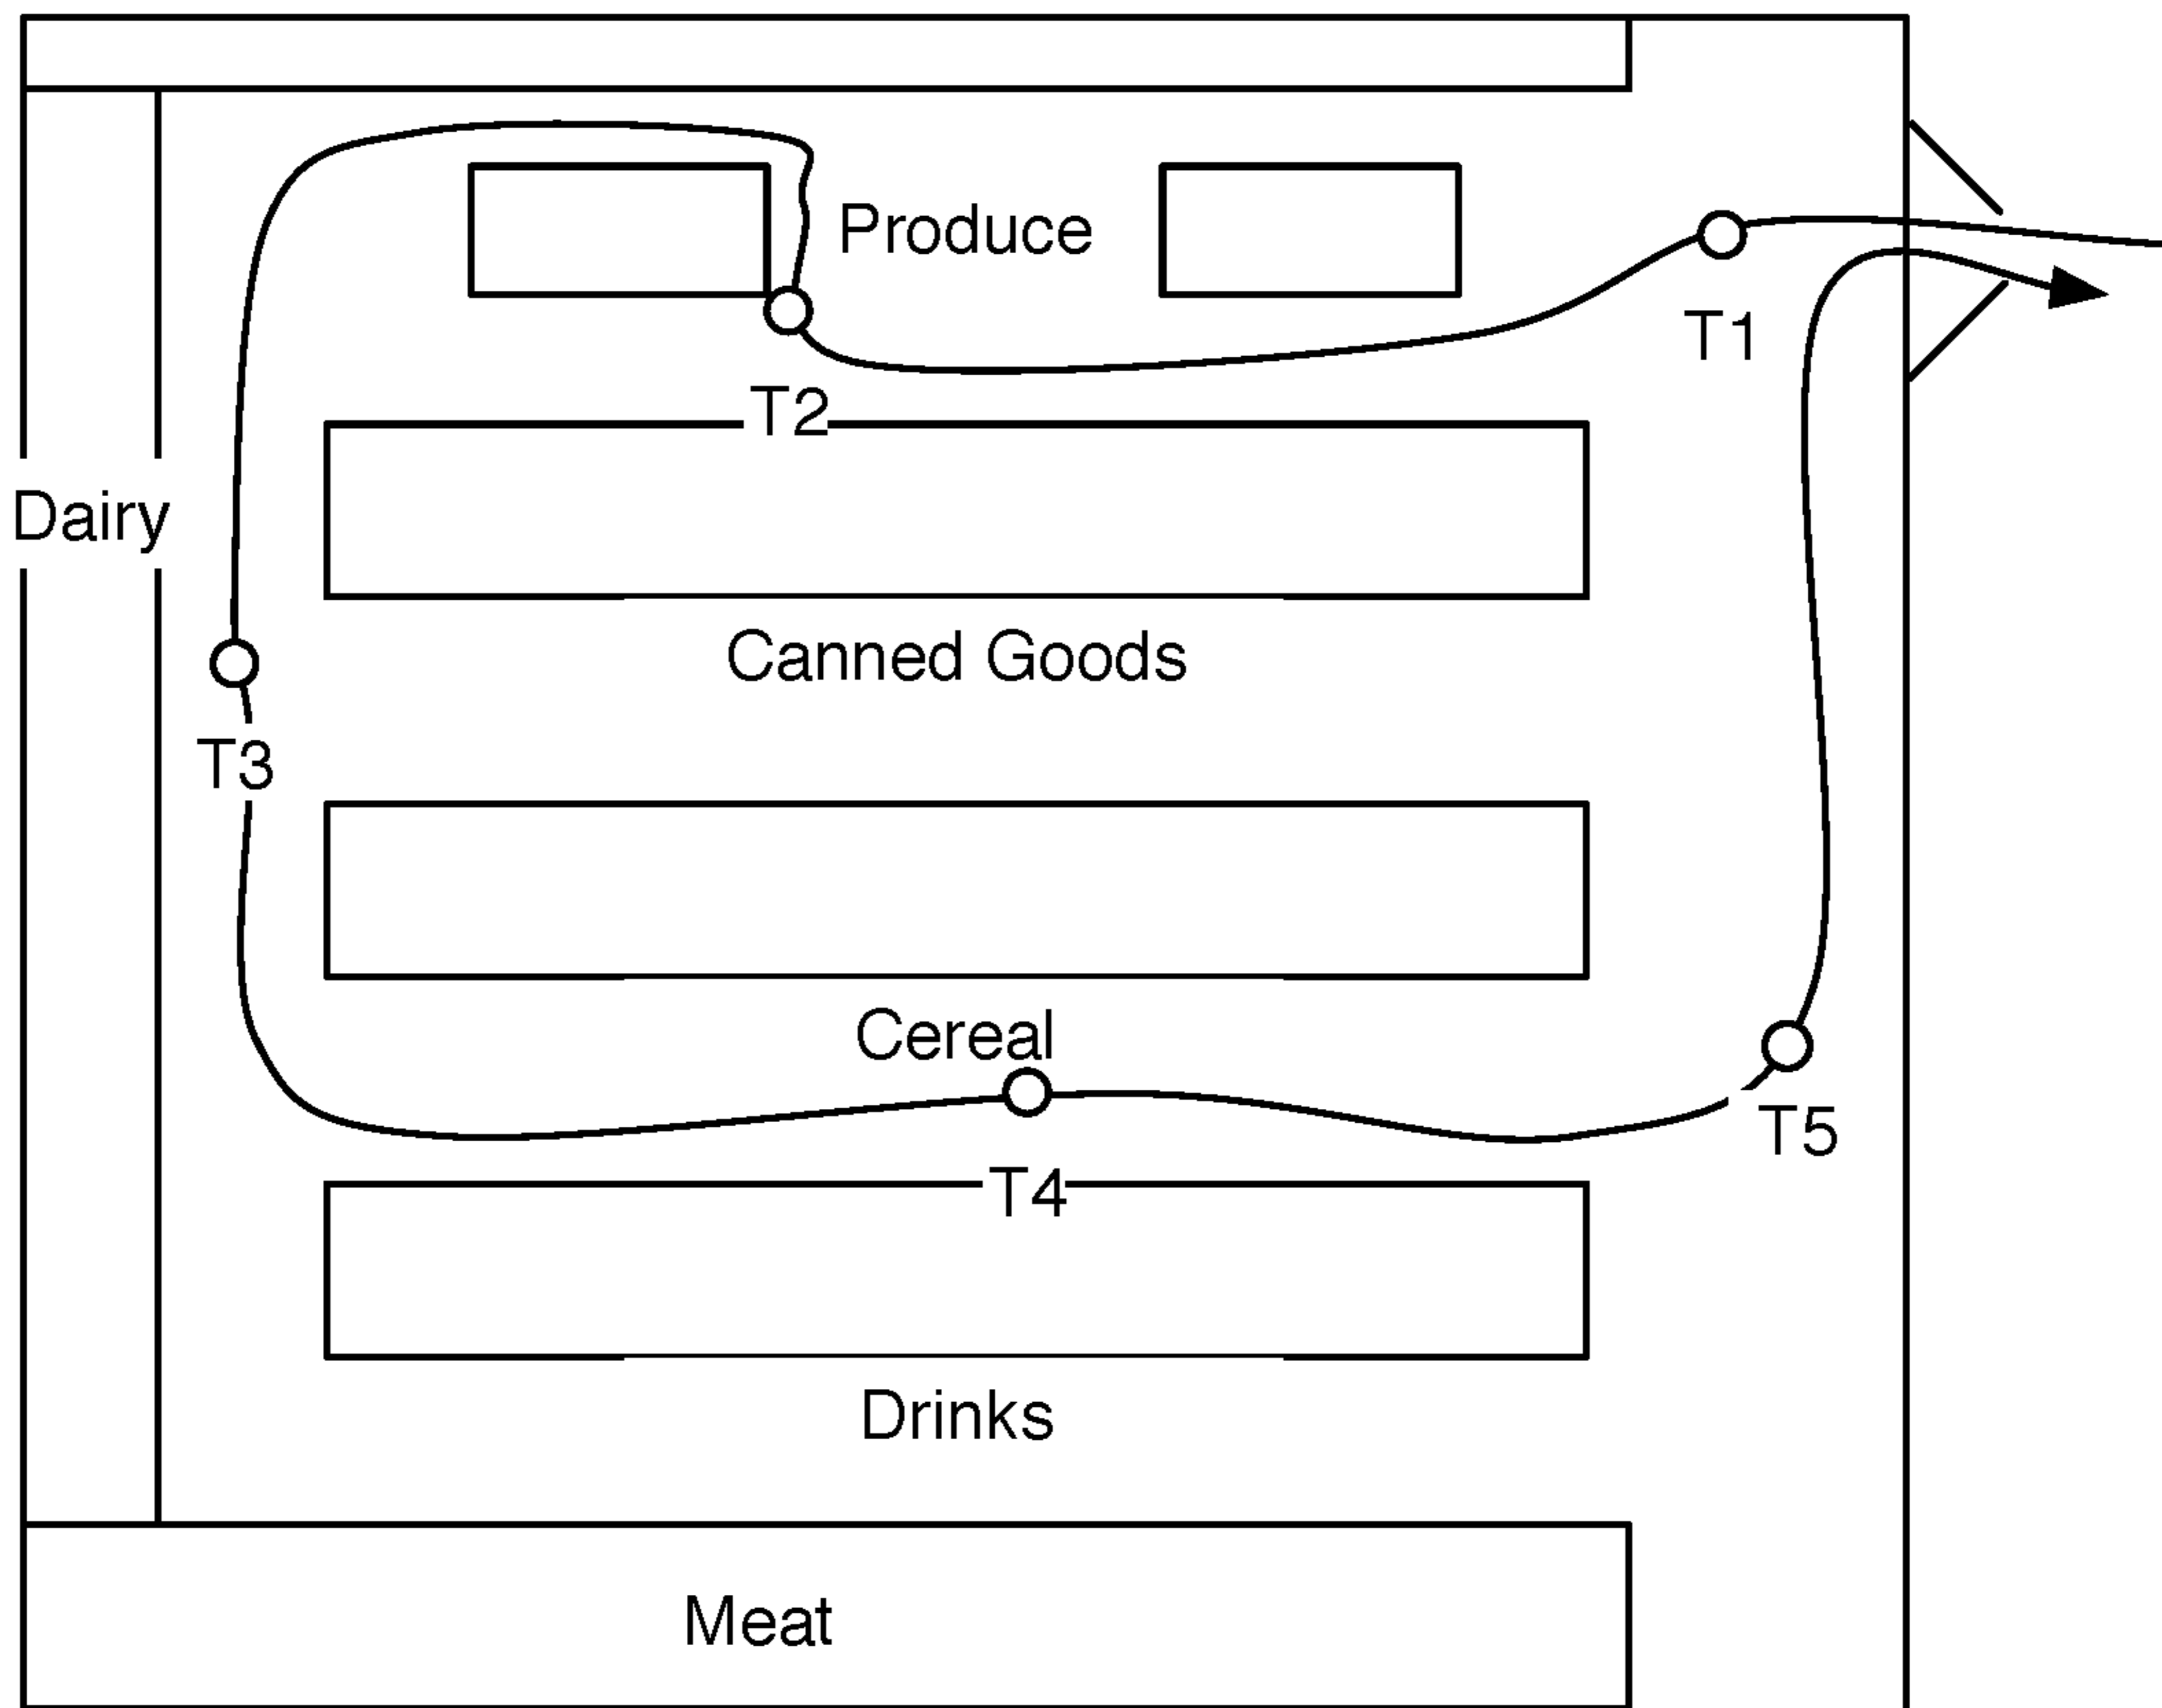 Produce
T1
T2
Dairy
Canned Goods
T3
Cereal
T5
T4
Drinks
Meat